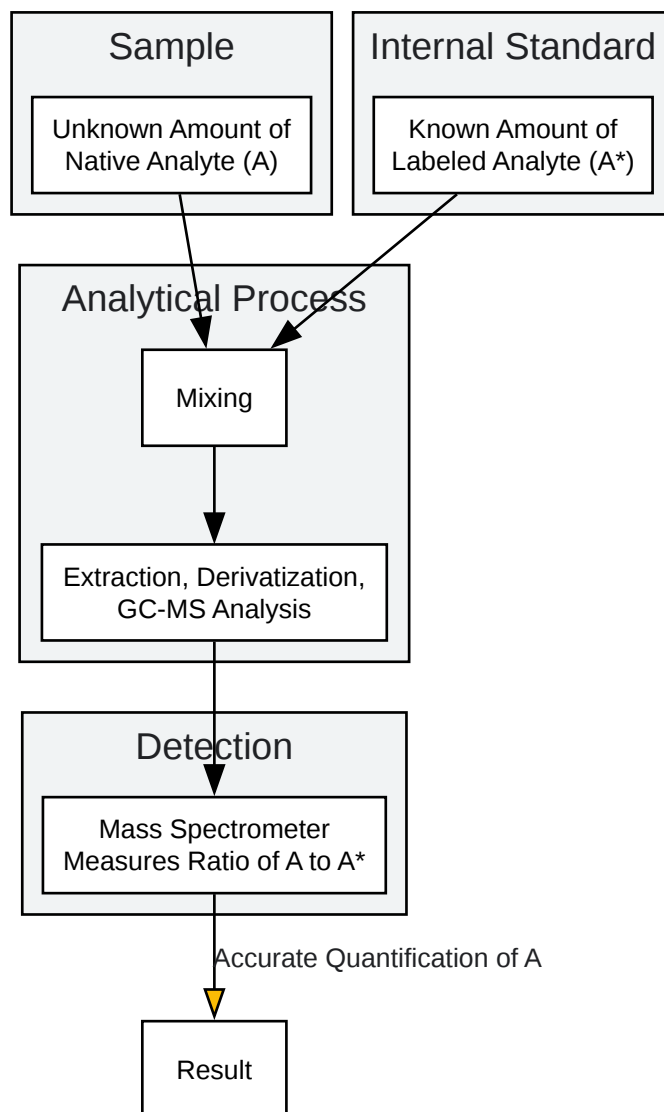 Sample
Internal Standard
Unknown Amount of
Native Analyte (A)
Known Amount of
Labeled Analyte (A*)
Analytical Process
Mixing
Extraction, Derivatization,
GC-MS Analysis
Detection
Mass Spectrometer
Measures Ratio of A to A*
Accurate Quantification of A
Result